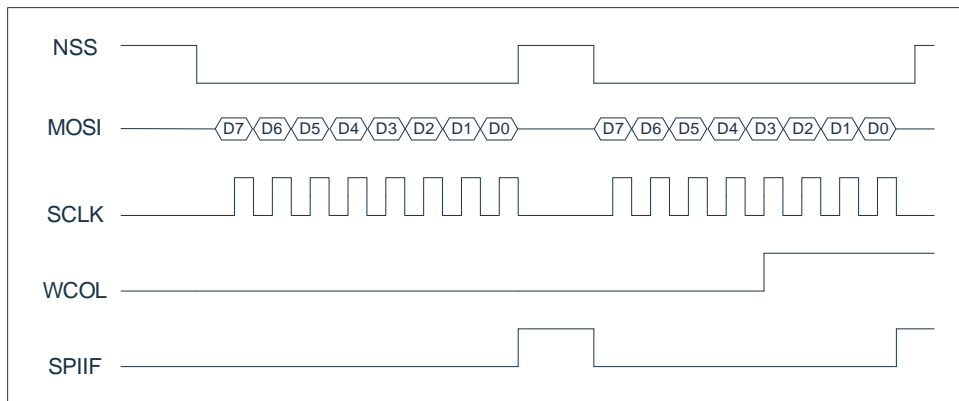 NSS
MOSI D7 D6 D5 D4 D3 D2 D1 D0 D7 D6 D5 D4 D3 D2 D1 D0
SCLK
WCOL
SPIIF